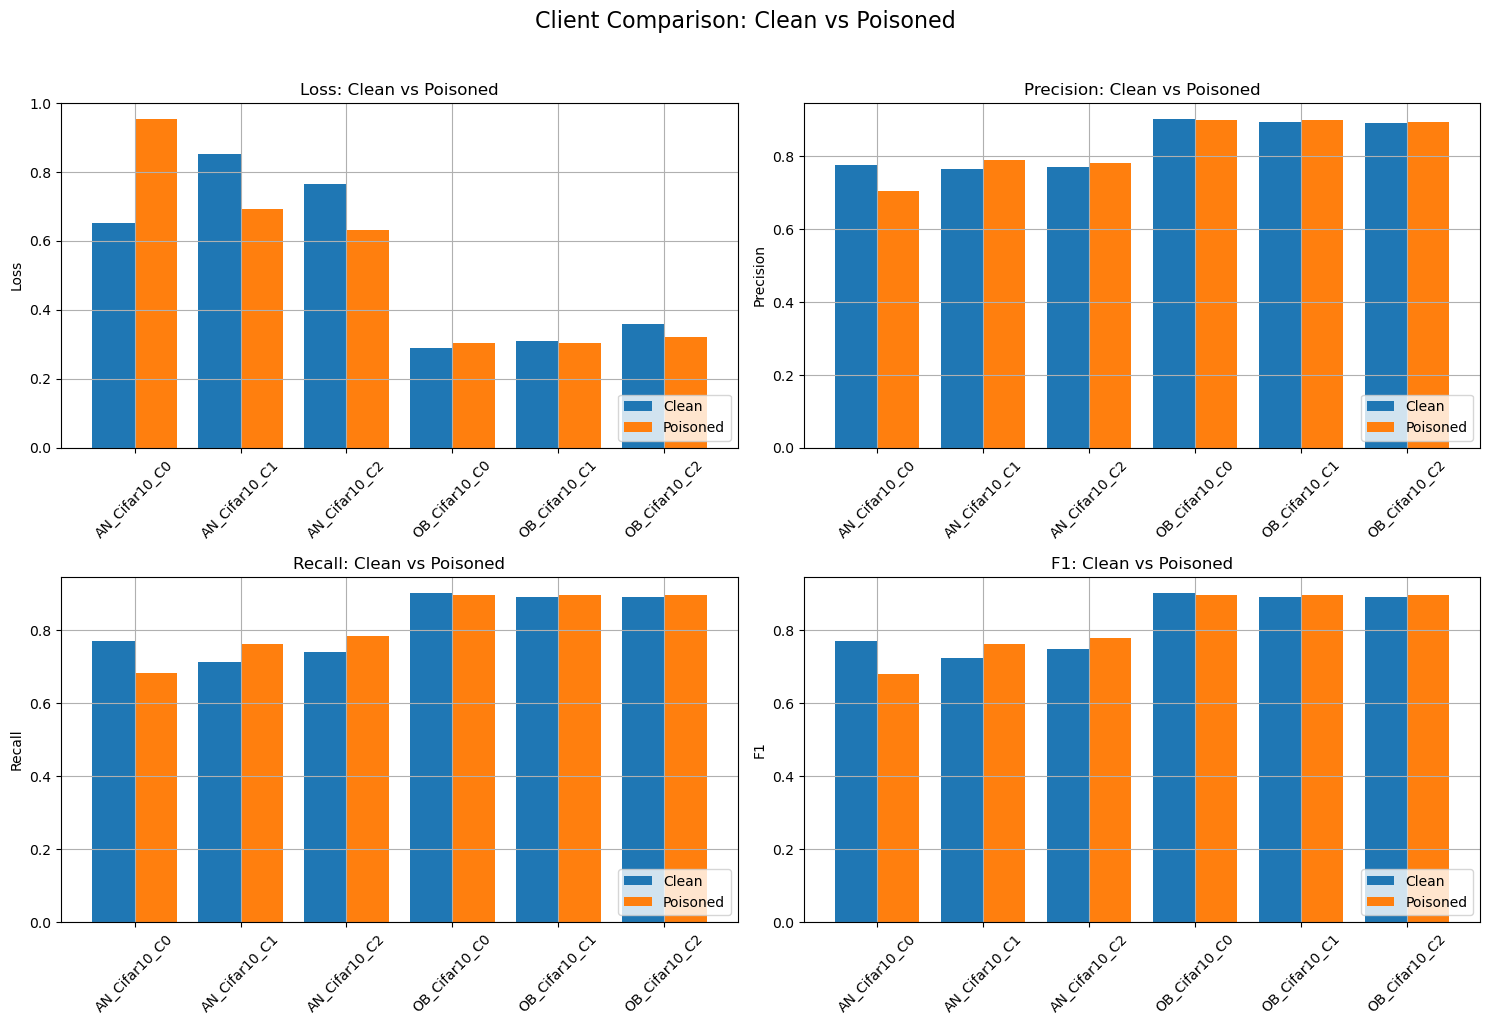 Client Comparison: Clean vs Poisoned
Loss: Clean vs Poisoned
1.0
0.8
0.6
0.4
0.2
0.0
Loss
Clean
Poisoned
AN_Cifar10_C0
AN_Cifar10_C1
AN_Cifar10_C2
OB_Cifar10_C0
OB_Cifar10_C1
OB_Cifar10_C2
Precision: Clean vs Poisoned
0.8
0.6
0.4
0.2
0.0
Precision
Clean
Poisoned
AN_Cifar10_C0
AN_Cifar10_C1
AN_Cifar10_C2
OB_Cifar10_C0
OB_Cifar10_C1
OB_Cifar10_C2
Recall: Clean vs Poisoned
0.8
0.6
0.4
0.2
0.0
Recall
Clean
Poisoned
AN_Cifar10_C0
AN_Cifar10_C1
AN_Cifar10_C2
OB_Cifar10_C0
OB_Cifar10_C1
OB_Cifar10_C2
F1: Clean vs Poisoned
0.8
0.6
0.4
0.2
0.0
F1
Clean
Poisoned
AN_Cifar10_C0
AN_Cifar10_C1
AN_Cifar10_C2
OB_Cifar10_C0
OB_Cifar10_C1
OB_Cifar10_C2